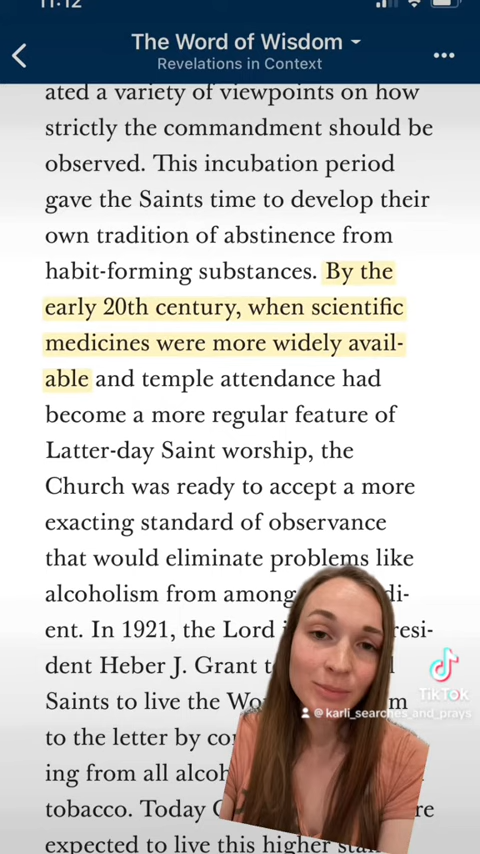 11:12
The Word of Wisdom
Revelations in Context
ated a variety of viewpoints on how
strictly the commandment should be
observed. This incubation period
gave the Saints time to develop their
own tradition of abstinence from
habit-forming substances. By the
early 20th century, when scientific
medicines were more widely avail-
able and temple attendance had
become a more regular feature of
Latter-day Saint worship, the
Church was ready to accept a more
exacting standard of observance
that would eliminate problems like
alcoholism from among di-
ent. In 1921, the Lord resi-
dent Heber J. Grant
Saints to live the
to the letter by
ing from all
tobacco. Today re
expected to live this higher
TikTok
@karli_searches_and_prays